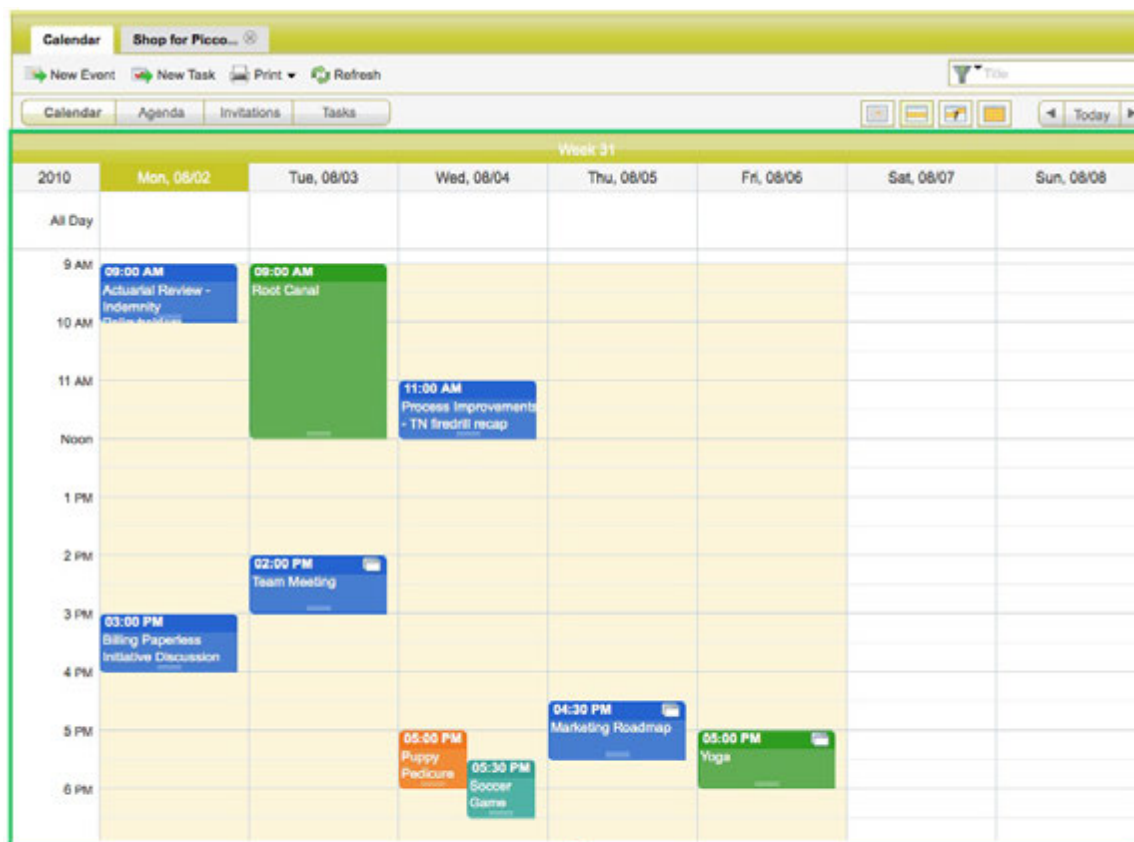 Calendar Shop for Picco...
New Event New Task Print Refresh Title
Calendar Agenda Invitations Tasks Today
Week 31
2010 Mon, 08/02 Tue, 08/03 Wed, 08/04 Thu, 08/05 Fri, 08/06 Sat, 08/07 Sun, 08/08
All Day
9 AM
09:00 AM
Actuarial Review -
Indemnity
09:00 AM
Root Canal
10 AM
11 AM
11:00 AM
Process Improvements
- TN firedrill recap
Noon
1 PM
2 PM
02:00 PM
Team Meeting
3 PM
03:00 PM
Billing Paperless
Initiative Discussion
4 PM
04:30 PM
Marketing Roadmap
5 PM
05:00 PM
Puppy
Pedicure
05:30 PM
Soccer
Game
05:00 PM
Yoga
6 PM